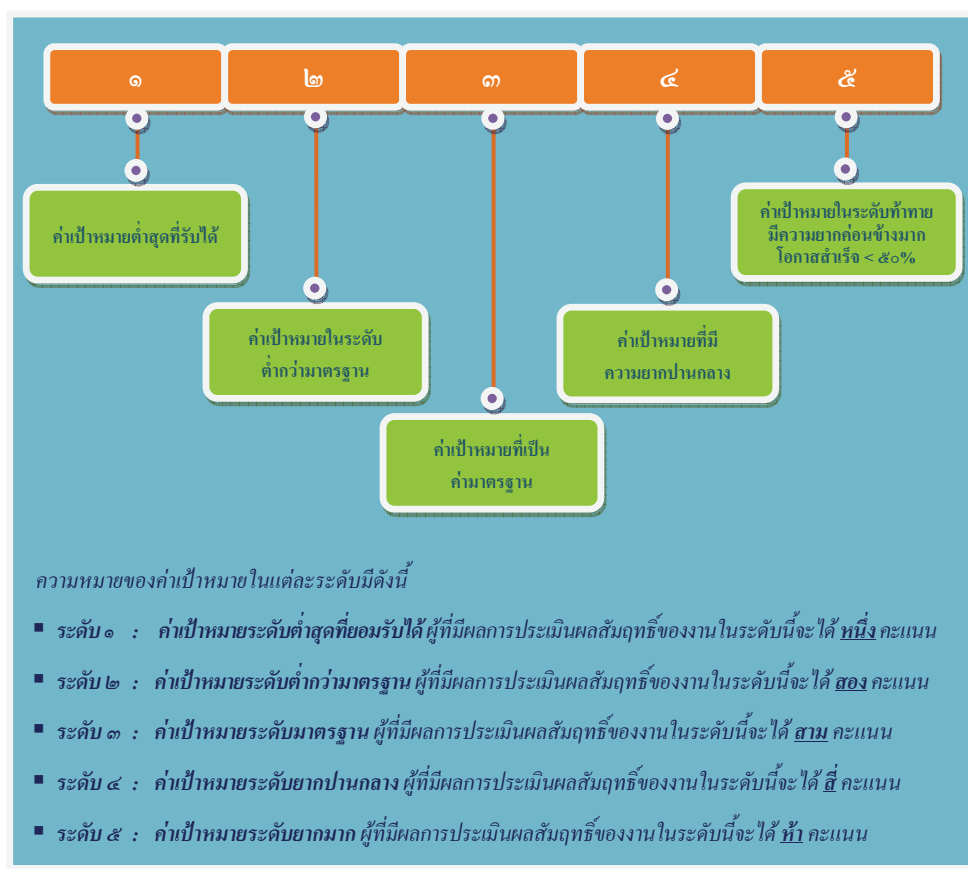 ๑ ๒ ๓ ๔ ๕
ค่าเป้าหมายต่ำสุดที่รับได้
ค่าเป้าหมายในระดับ
ต่ำกว่ามาตรฐาน
ค่าเป้าหมายที่เป็น
ค่ามาตรฐาน
ค่าเป้าหมายที่มี
ความยากปานกลาง
ค่าเป้าหมายในระดับท้าทาย
มีความยากค่อนข้างมาก
โอกาสสำเร็จ < ๕๐%
ความหมายของค่าเป้าหมายในแต่ละระดับมีดังนี้
▪ ระดับ ๑ : ค่าเป้าหมายระดับต่ำสุดที่ยอมรับได้ ผู้ที่มีผลการประเมินผลสัมฤทธิ์ของงานในระดับนี้จะได้ หนึ่ง คะแนน
▪ ระดับ ๒ : ค่าเป้าหมายระดับต่ำกว่ามาตรฐาน ผู้ที่มีผลการประเมินผลสัมฤทธิ์ของงานในระดับนี้จะได้ สอง คะแนน
▪ ระดับ ๓ : ค่าเป้าหมายระดับมาตรฐาน ผู้ที่มีผลการประเมินผลสัมฤทธิ์ของงานในระดับนี้จะได้ สาม คะแนน
▪ ระดับ ๔ : ค่าเป้าหมายระดับยากปานกลาง ผู้ที่มีผลการประเมินผลสัมฤทธิ์ของงานในระดับนี้จะได้ สี่ คะแนน
▪ ระดับ ๕ : ค่าเป้าหมายระดับยากมาก ผู้ที่มีผลการประเมินผลสัมฤทธิ์ของงานในระดับนี้จะได้ ห้า คะแนน